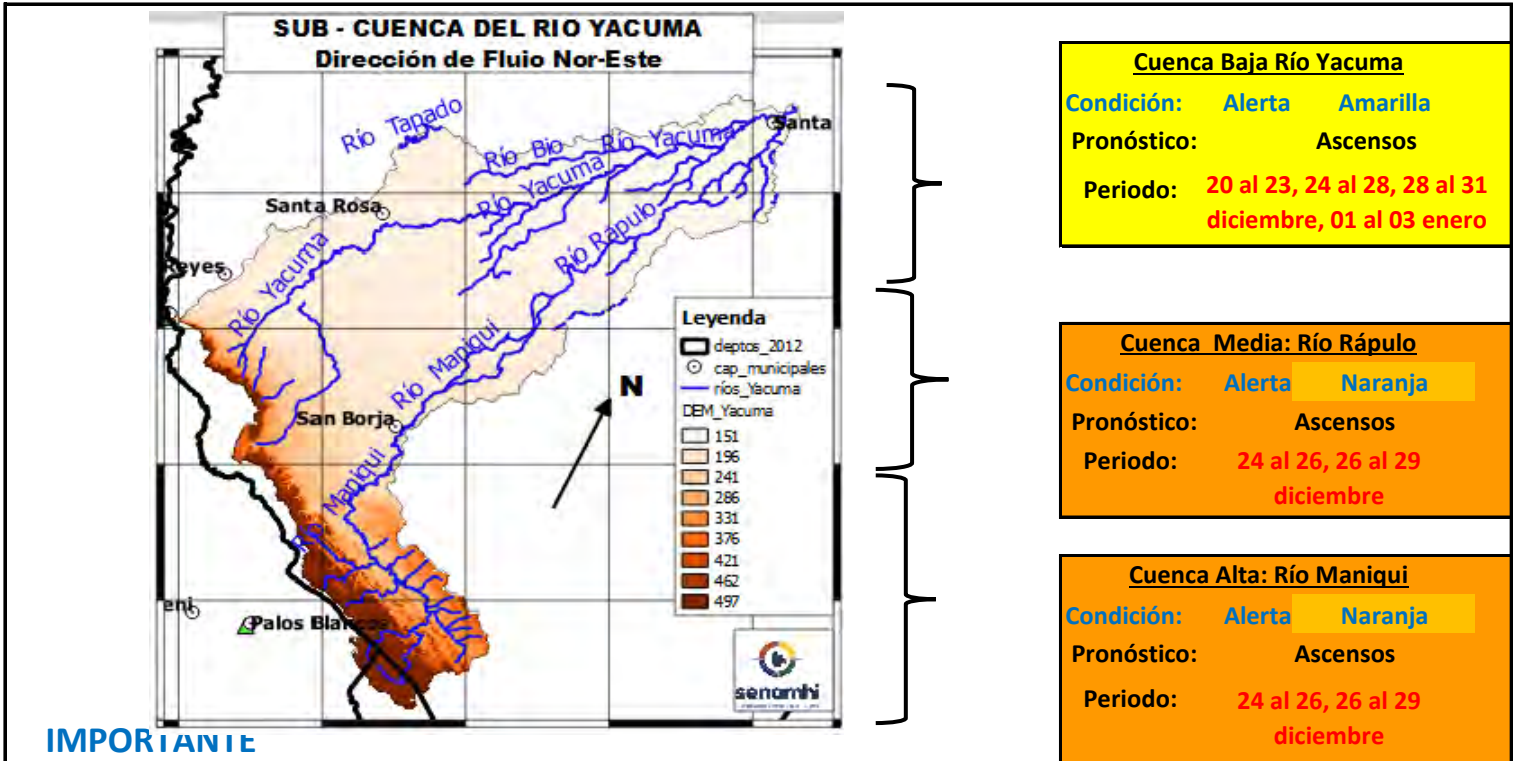 SUB - CUENCA DEL RIO YACUMA
Dirección de Flujo Nor-Este
Río Tapado
Río Bio
Río Yacuma
Santa
Río Yacuma
Santa Rosa
Río Rápulo
Reyes
Río Yacuma
Río Maniquí
San Borja
Río Maniqui
eni
Palos Blancos
N
Leyenda
deptos_2012
cap_municipales
ríos_Yacuma
DEM_Yacuma
151
196
241
286
331
376
421
462
497
senamhi
Cuenca Baja Río Yacuma
Condición: Alerta Amarilla
Pronóstico: Ascensos
Periodo: 20 al 23, 24 al 28, 28 al 31
diciembre, 01 al 03 enero
Cuenca Media: Río Rápulo
Condición: Alerta Naranja
Pronóstico: Ascensos
Periodo: 24 al 26, 26 al 29
diciembre
Cuenca Alta: Río Maniqui
Condición: Alerta Naranja
Pronóstico: Ascensos
Periodo: 24 al 26, 26 al 29
diciembre
IMPORTANTE